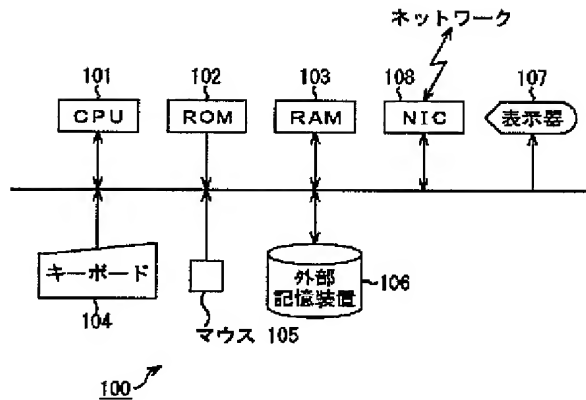 ネットワーク
101
102
103
108
107
CPU
ROM
RAM
NIC
表示器
キーボード
104
マウス 105
外部
記憶装置
106
100